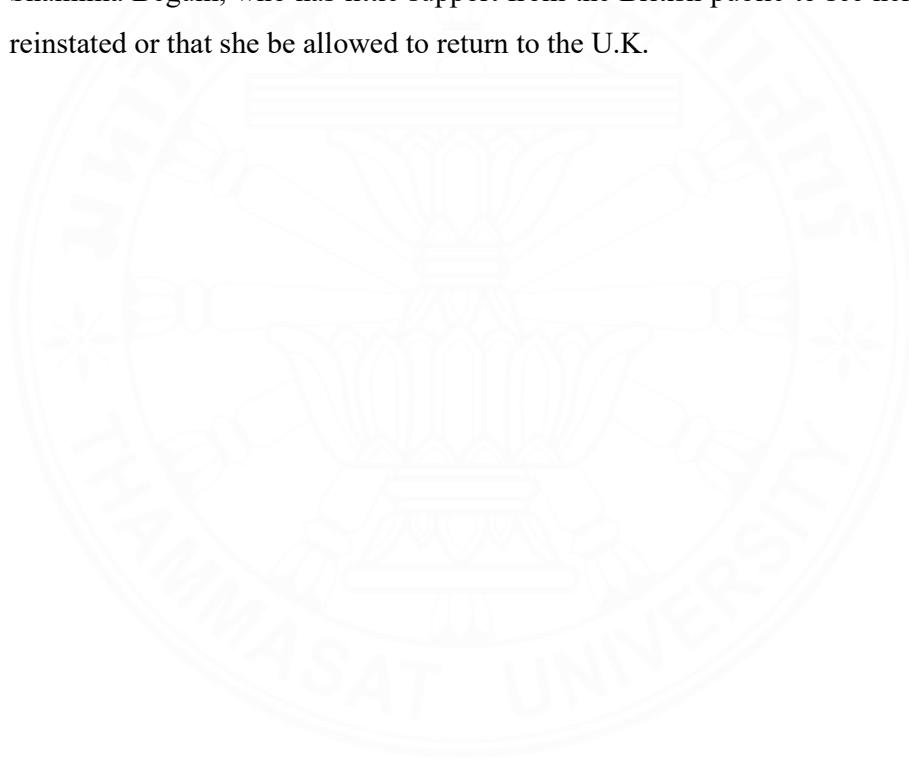 Shamima Begum, who has little support from the British public to see her
reinstated or that she be allowed to return to the U.K.
THAMMASAT UNIVERSITY